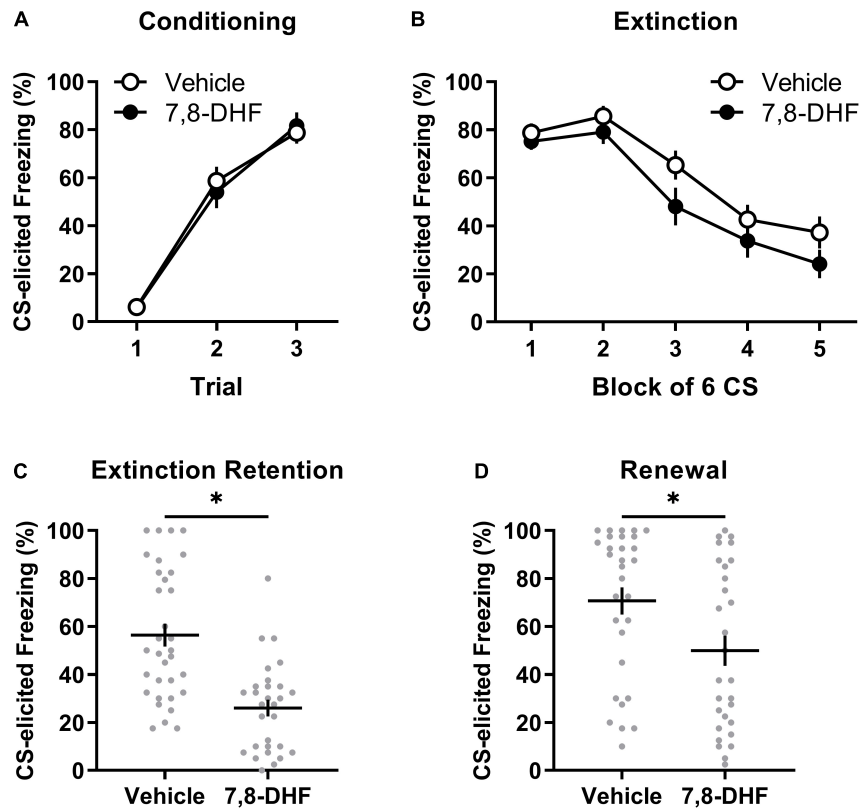 A
Conditioning
CS-elicited Freezing (%)
100
80
60
40
20
0
Vehicle
7,8-DHF
1 2 3
Trial
B
Extinction
CS-elicited Freezing (%)
100
80
60
40
20
0
Vehicle
7,8-DHF
1 2 3 4 5
Block of 6 CS
C
Extinction Retention
*
CS-elicited Freezing (%)
100
80
60
40
20
0
Vehicle 7,8-DHF
D
Renewal
*
CS-elicited Freezing (%)
100
80
60
40
20
0
Vehicle 7,8-DHF